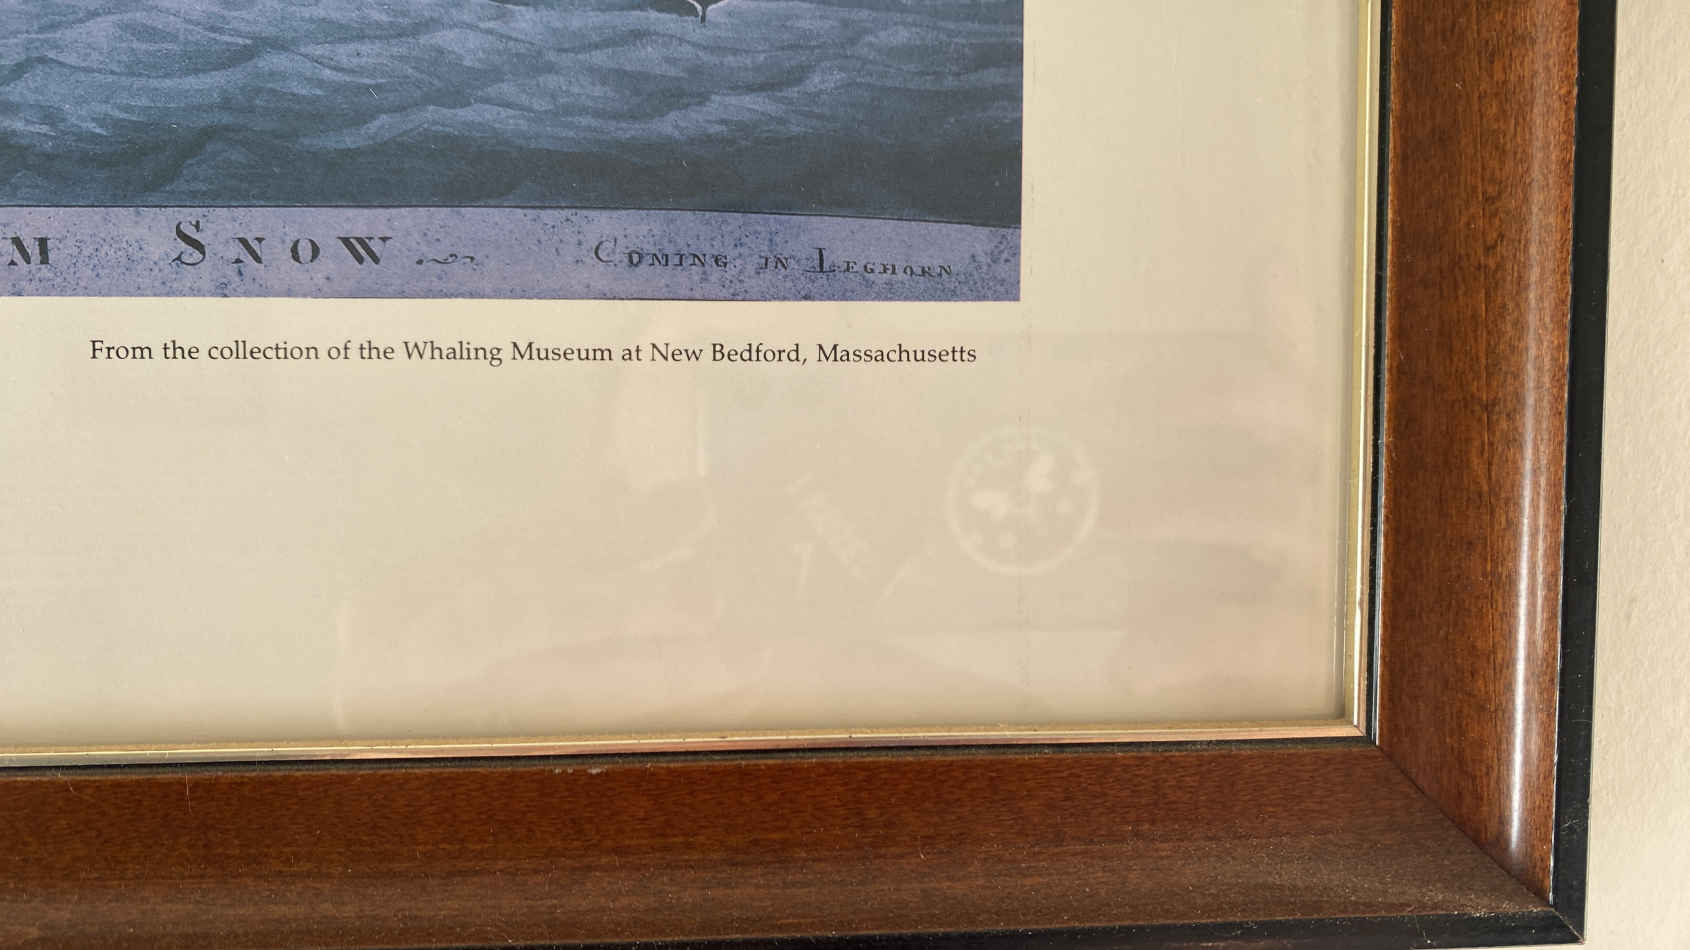 M SNOW
COMING IN LEGHORN
From the collection of the Whaling Museum at New Bedford, Massachusetts